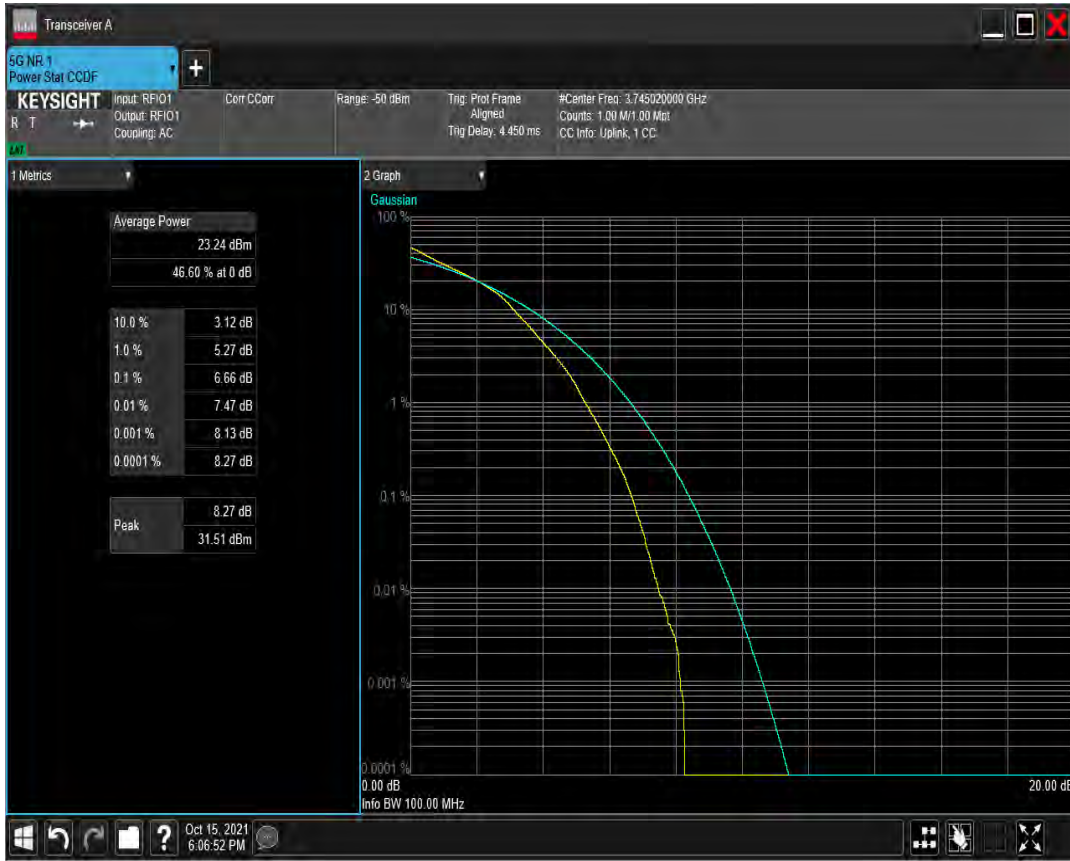 Transceiver A
5G NR 1
Power Stat CCDF
+
KEYSIGHT
R T
LXI
Input: RFIO1
Output: RFIO1
Coupling: AC
Corr CCorr
Range: -50 dBm
Trig: Prot Frame
Aligned
Trig Delay: 4.450 ms
#Center Freq: 3.745020000 GHz
Counts: 1.00 M/1.00 Mpt
CC Info: Uplink, 1 CC
1 Metrics
Average Power
23.24 dBm
46.60 % at 0 dB
10.0 % 3.12 dB
1.0 % 5.27 dB
0.1 % 6.66 dB
0.01 % 7.47 dB
0.001 % 8.13 dB
0.0001 % 8.27 dB
Peak 8.27 dB
31.51 dBm
2 Graph
Gaussian
100 %
10 %
1 %
0.1 %
0.01 %
0.001 %
0.0001 %
0.00 dB 20.00 dB
Info BW 100.00 MHz
?
Oct 15, 2021
6:06:52 PM